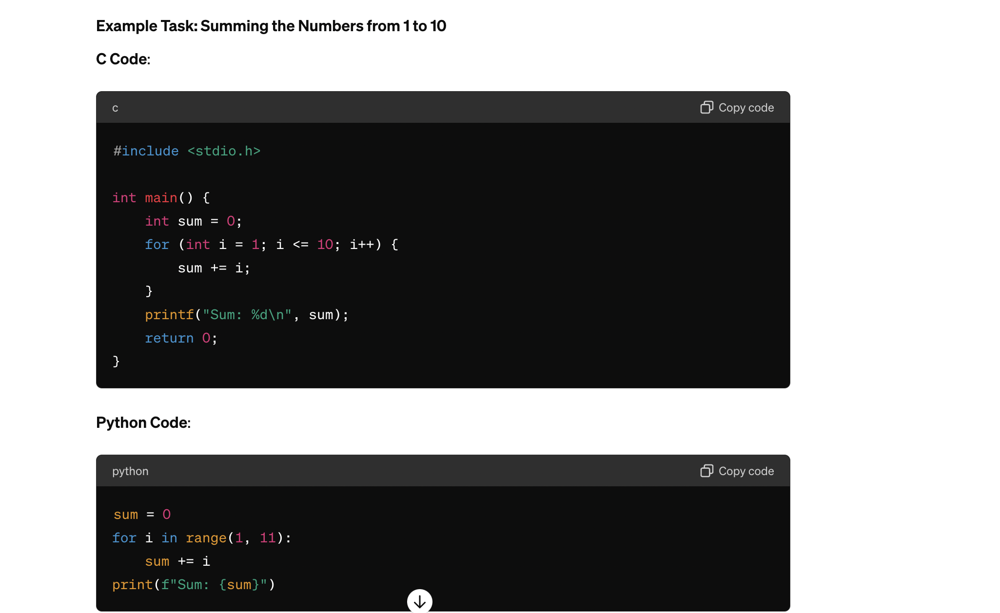 Example Task: Summing the Numbers from 1 to 10
C Code:
c
Copy code
#include <stdio.h>
int main() {
    int sum = 0;
    for (int i = 1; i <= 10; i++) {
        sum += i;
    }
    printf("Sum: %d\n", sum);
    return 0;
}
Python Code:
python
Copy code
sum = 0
for i in range(1, 11):
    sum += i
print(f"Sum: {sum}")